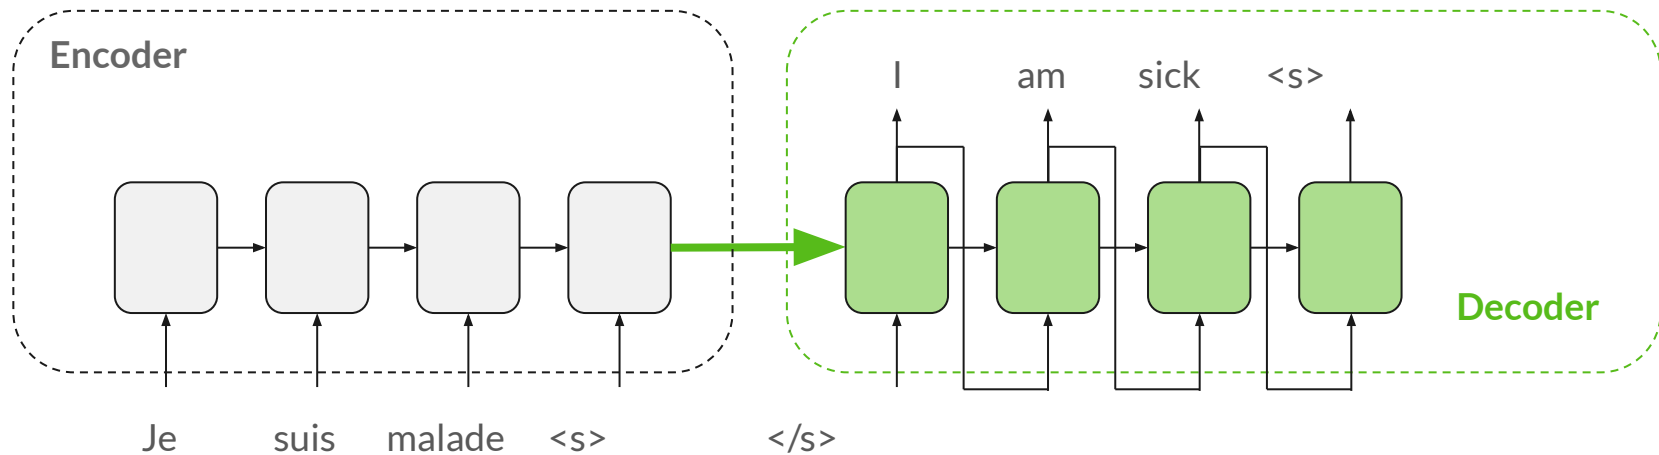 Encoder
I am sick <s>
Decoder
Je suis malade <s> </s>